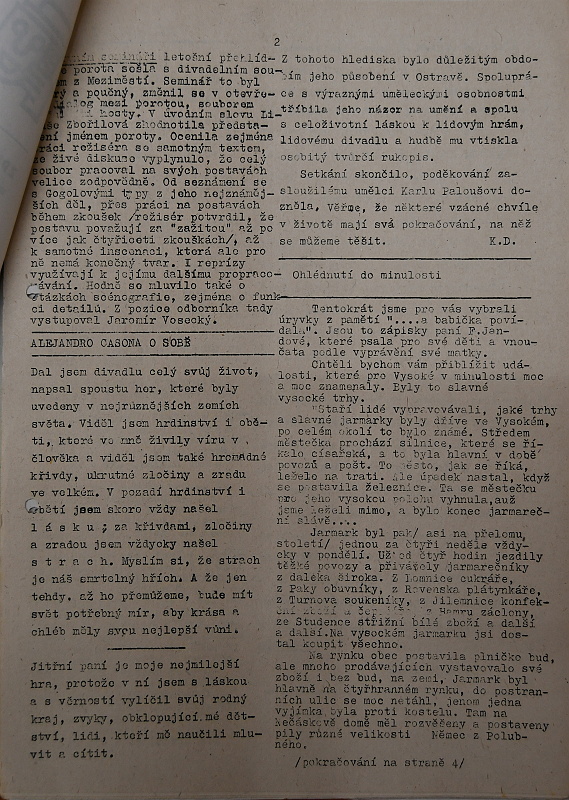 2
letošní přehlíd-
porota sešla s divadelním sou-
z Meziměstí. Seminář to byl
a poučný, změnil se v otevře-
mezi porotou, souborem
hosty. V úvodním slovu Li-
Zbořilová zhodnotila předsta-
jménem poroty. Ocenila zejména
práci režiséra se samotným textem,
ze živé diskuse vyplynulo, že celý
soubor pracoval na svých postavách
velice zodpovědně. Od seznámení se
s Gogolovými typy z jeho nejznáměj-
ších děl, přes práci na postavách
během zkoušek /režisér potvrdil, že
postavu považují za "zažitou" až po
více jak čtyřiceti zkouškách/, až
k samotné inscenaci, která ale pro
ně nemá konečný tvar. I reprízy
využívají k jejímu dalšímu propraco-
vávání. Hodně se mluvilo také o
otázkách scénografie, zejména o funk-
ci detailů. Z pozice odborníka tady
vystupoval Jaromír Vosecký.
ALEJANDRO CASONA O SOBĚ
Dal jsem divadlu celý svůj život,
napsal spoustu her, které byly
uvedeny v nejrůznějších zemích
světa. Viděl jsem hrdinství i obě-
ti, které ve mně živily víru v
člověka a viděl jsem také hromadné
křivdy, ukrutné zločiny a zradu
ve velkém. V pozadí hrdinství i
obětí jsem skoro vždy našel
l á s k u ; za křivdami, zločiny
a zradou jsem vždycky našel
s t r a c h. Myslím si, že strach
je náš smrtelný hřích. A že jen
tehdy, až ho přemůžeme, bude mít
svět potřebný mír, aby krása a
chléb měly svou nejlepší vůni.
Jitřní paní je moje nejmilejší
hra, protože v ní jsem s láskou
a s věrností vylíčil svůj rodný
kraj, zvyky, obklopující mé dět-
ství, lidi, kteří mě naučili mlu-
vit a cítit.
Z tohoto hlediska bylo důležitým obdo-
bím jeho působení v Ostravě. Spoluprá-
ce s výraznými uměleckými osobnostmi
tříbila jeho názor na umění a spolu
s celoživotní láskou k lidovým hrám,
lidovému divadlu a hudbě mu vtiskla
osobitý tvůrčí rukopis.
Setkání skončilo, poděkování za-
sloužilému umělci Karlu Paloušovi do-
zněla. Věřme, že některé vzácné chvíle
v životě mají svá pokračování, na něž
se můžeme těšit. K.D.
Ohlédnutí do minulosti
Tentokrát jsme pro vás vybrali
úryvky z pamětí "....a babička poví-
dala". Jsou to zápisky paní F.Jan-
dové, které psala pro své děti a vnou-
čata podle vyprávění své matky.
Chtěli bychom vám přiblížit udá-
losti, které pro Vysoké v minulosti moc
a moc znamenaly. Byly to slavné
vysocké trhy.
"Staří lidé vypravovávali, jaké trhy
a slavné jarmarky byly dříve ve Vysokém,
po celém okolí to bylo známé. Středem
městečka prochází silnice, které se ří-
kalo císařská, a to byla hlavní v době
povozů a pošt. To město, jak se říká,
leželo na trati. Ale úpadek nastal, když
se postavila železnice. Ta se městečku
pro jeho vysokou polohu vyhnula, auž
jsme leželi mimo, a bylo konec jarmareč-
ní slávě....
Jarmark byl pak/ asi na přelomu,
století/ jednou za čtyři neděle vždy-
cky v pondělí. Už od čtyř hodin jezdily
těžké povozy a přivážely jarmarečníky
z daleka široka. Z Lomnice cukráře,
z Paky obuvníky, z Rovenska plátynkáře,
z Turnova soukeníky, z Jilemnice konfek-
záclony,
ze Studence střižní bílé zboží a další
a další.Na vysockém jarmarku jsi dos-
tal koupit všechno.
Na rynku obec postavila plničko bud,
ale mnoho prodávajících vystavovalo své
zboží i bez bud, na zemi, Jarmark byl
hlavně na čtyřhranném rynku, do postran-
ních ulic se moc netáhl, jenom jedna
vyjímka byla proti kostelu. Tam na
Kečáskově domě měl rozvěšeny a postaveny
pily různé velikosti Němec z Polub-
ného.
/pokračování na straně 4/